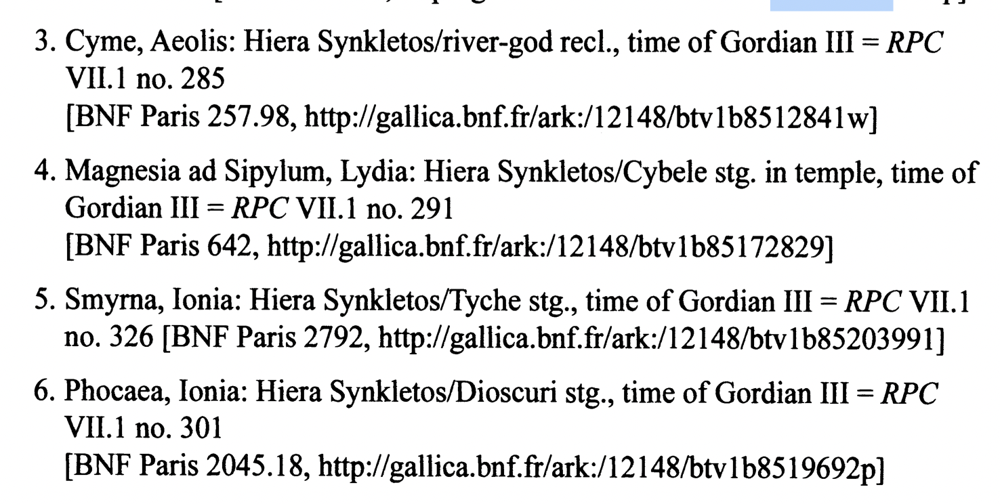 3. Cyme, Aeolis: Hiera Synkletos/river-god recl., time of Gordian III = RPC
VII.1 no. 285
[BNF Paris 257.98, http://gallica.bnf.fr/ark:/12148/btv1b8512841w]
4. Magnesia ad Sipylum, Lydia: Hiera Synkletos/Cybele stg. in temple, time of
Gordian III = RPC VII.1 no. 291
[BNF Paris 642, http://gallica.bnf.fr/ark:/12148/btv1b85172829]
5. Smyrna, Ionia: Hiera Synkletos/Tyche stg., time of Gordian III = RPC VII.1
no. 326 [BNF Paris 2792, http://gallica.bnf.fr/ark:/12148/btv1b85203991]
6. Phocaea, Ionia: Hiera Synkletos/Dioscuri stg., time of Gordian III = RPC
VII.1 no. 301
[BNF Paris 2045.18, http://gallica.bnf.fr/ark:/12148/btv1b8519692p]